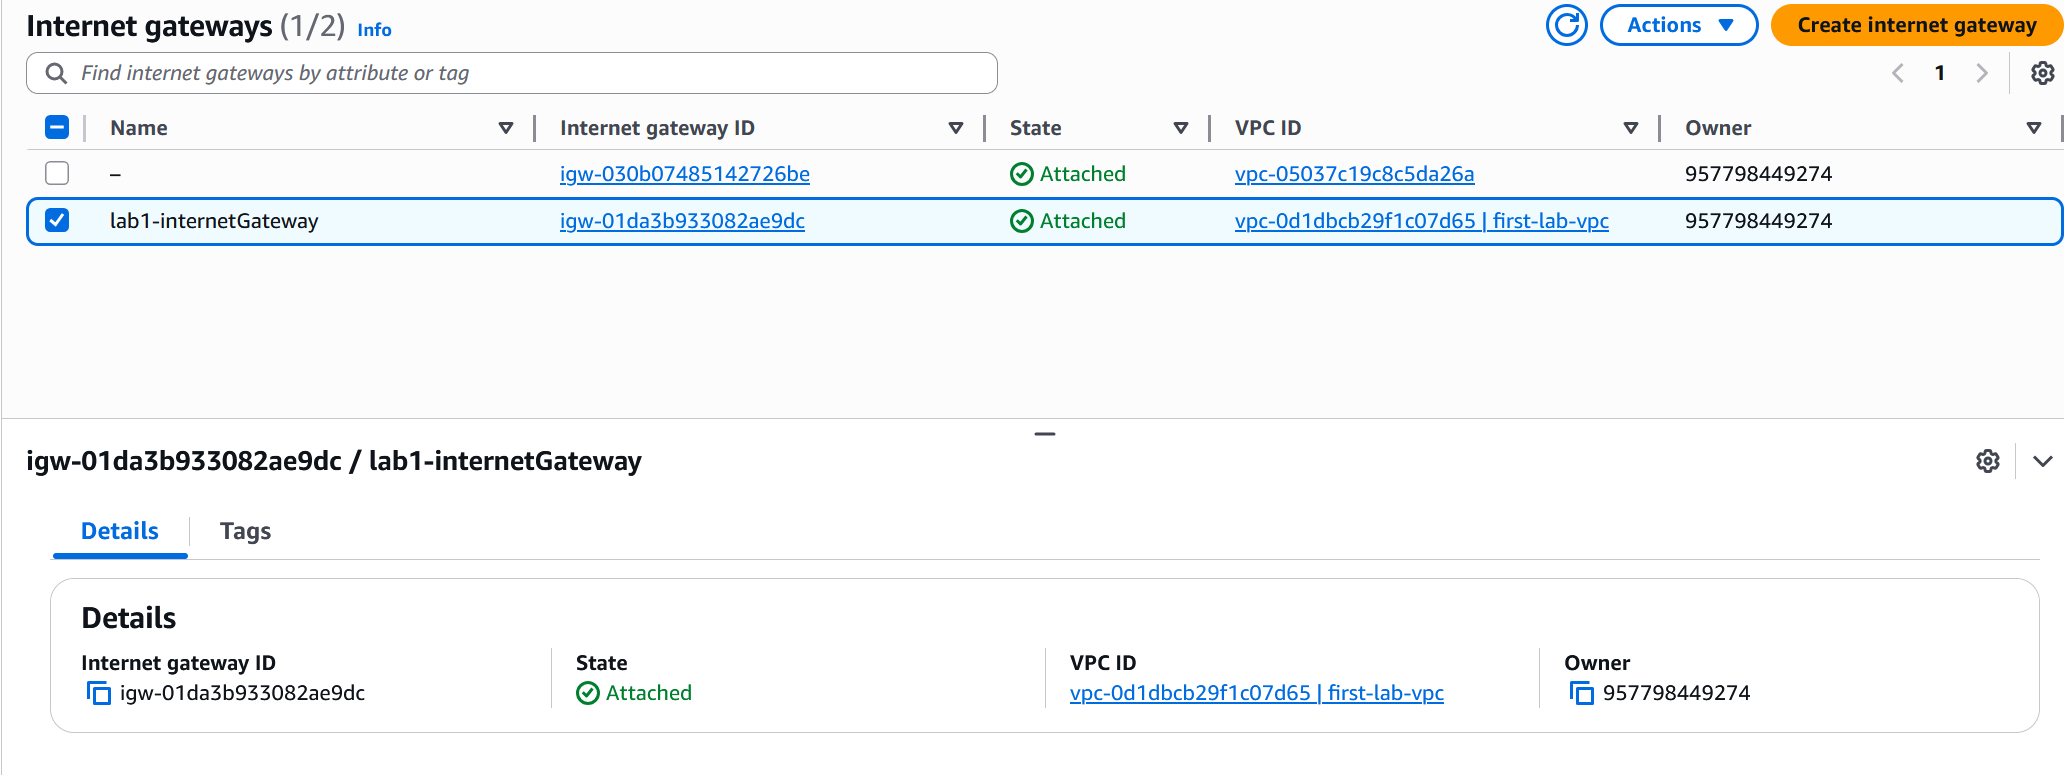 Internet gateways (1/2) Info
Actions
Create internet gateway
Find internet gateways by attribute or tag
1
Name Internet gateway ID State VPC ID Owner
– igw-030b07485142726be Attached vpc-05037c19c8c5da26a 957798449274
lab1-internetGateway igw-01da3b933082ae9dc Attached vpc-0d1dbcb29f1c07d65 | first-lab-vpc 957798449274
igw-01da3b933082ae9dc / lab1-internetGateway
Details Tags
Details
Internet gateway ID State VPC ID Owner
igw-01da3b933082ae9dc Attached vpc-0d1dbcb29f1c07d65 | first-lab-vpc 957798449274